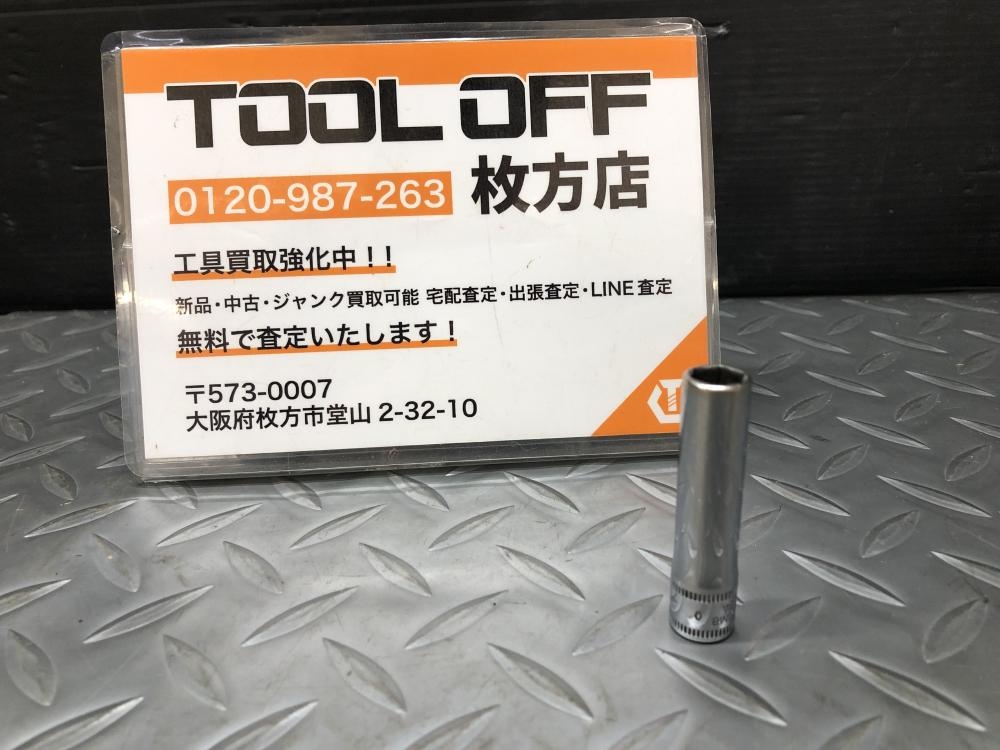 TOOL OFF
0120-987-263 枚方店
工具買取強化中!!
新品・中古・ジャンク買取可能 宅配査定・出張査定・LINE査定
無料で査定いたします!
〒573-0007
大阪府枚方市堂山 2-32-10